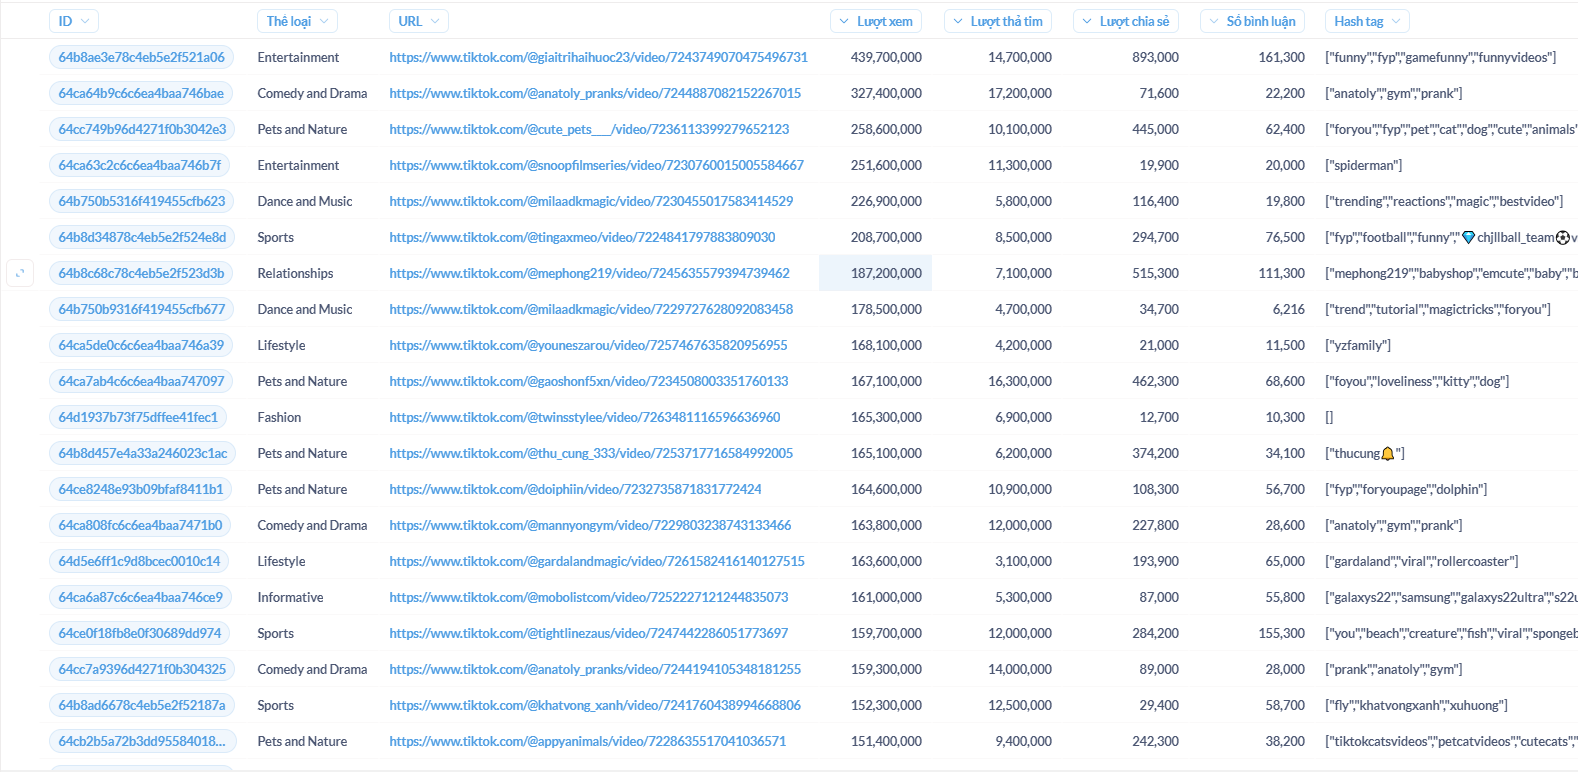 ID Thể loại URL Lượt xem Lượt thả tim Lượt chia sẻ Số bình luận Hash tag
64b8ae3e78c4eb5e2f521a06 Entertainment https://www.tiktok.com/@giaitrihaihuoc23/video/7243749070475496731 439,700,000 14,700,000 893,000 161,300 ["funny","fyp","gamefunny","funnyvideos"]
64ca64b9c6c6ea4baa746bae Comedy and Drama https://www.tiktok.com/@anatoly_pranks/video/7244887082152267015 327,400,000 17,200,000 71,600 22,200 ["anatoly","gym","prank"]
64cc749b96d4271f0b3042e3 Pets and Nature https://www.tiktok.com/@cute_pets___/video/7236113399279652123 258,600,000 10,100,000 445,000 62,400 ["foryou","fyp","pet","cat","dog","cute","animals"
64ca63c2c6c6ea4baa746b7f Entertainment https://www.tiktok.com/@snoopfilmseries/video/7230760015005584667 251,600,000 11,300,000 19,900 20,000 ["spiderman"]
64b750b5316f419455cfb623 Dance and Music https://www.tiktok.com/@milaadkmagic/video/7230455017583414529 226,900,000 5,800,000 116,400 19,800 ["trending","reactions","magic","bestvideo"]
64b8d34878c4eb5e2f524e8d Sports https://www.tiktok.com/@tingaxmeo/video/7224841797883809030 208,700,000 8,500,000 294,700 76,500 ["fyp","football","funny","💎chjllball_team⚽v
64b8c68c78c4eb5e2f523d3b Relationships https://www.tiktok.com/@mephong219/video/7245635579394739462 187,200,000 7,100,000 515,300 111,300 ["mephong219","babyshop","emcute","baby","b
64b750b9316f419455cfb677 Dance and Music https://www.tiktok.com/@milaadkmagic/video/7229727628092083458 178,500,000 4,700,000 34,700 6,216 ["trend","tutorial","magictricks","foryou"]
64ca5de0c6c6ea4baa746a39 Lifestyle https://www.tiktok.com/@youneszarou/video/7257467635820956955 168,100,000 4,200,000 21,000 11,500 ["yzfamily"]
64ca7ab4c6c6ea4baa747097 Pets and Nature https://www.tiktok.com/@gaoshonf5xn/video/7234508003351760133 167,100,000 16,300,000 462,300 68,600 ["foyou","loveliness","kitty","dog"]
64d1937b73f75dffee41fec1 Fashion https://www.tiktok.com/@twinsstylee/video/7263481116596636960 165,300,000 6,900,000 12,700 10,300 []
64b8d457e4a33a246023c1ac Pets and Nature https://www.tiktok.com/@thu_cung_333/video/7253717716584992005 165,100,000 6,200,000 374,200 34,100 ["thucung🔔"]
64ce8248e93b09bfaf8411b1 Pets and Nature https://www.tiktok.com/@doiphiin/video/7232735871831772424 164,600,000 10,900,000 108,300 56,700 ["fyp","foryoupage","dolphin"]
64ca808fc6c6ea4baa7471b0 Comedy and Drama https://www.tiktok.com/@mannyongym/video/7229803238743133466 163,800,000 12,000,000 227,800 28,600 ["anatoly","gym","prank"]
64d5e6ff1c9d8bcec0010c14 Lifestyle https://www.tiktok.com/@gardalandmagic/video/7261582416140127515 163,600,000 3,100,000 193,900 65,000 ["gardaland","viral","rollercoaster"]
64ca6a87c6c6ea4baa746ce9 Informative https://www.tiktok.com/@mobolistcom/video/7252227121244835073 161,000,000 5,300,000 87,000 55,800 ["galaxys22","samsung","galaxys22ultra","s22u
64ce0f18fb8e0f30689dd974 Sports https://www.tiktok.com/@tightlinezaus/video/7247442286051773697 159,700,000 12,000,000 284,200 155,300 ["you","beach","creature","fish","viral","spongeb
64cc7a9396d4271f0b304325 Comedy and Drama https://www.tiktok.com/@anatoly_pranks/video/7244194105348181255 159,300,000 14,000,000 89,000 28,000 ["prank","anatoly","gym"]
64b8ad6678c4eb5e2f52187a Sports https://www.tiktok.com/@khatvong_xanh/video/7241760438994668806 152,300,000 12,500,000 29,400 58,700 ["fly","khatvongxanh","xuhuong"]
64cb2b5a72b3dd95584018... Pets and Nature https://www.tiktok.com/@appyanimals/video/7228635517041036571 151,400,000 9,400,000 242,300 38,200 ["tiktokcatsvideos","petcatvideos","cutecats","